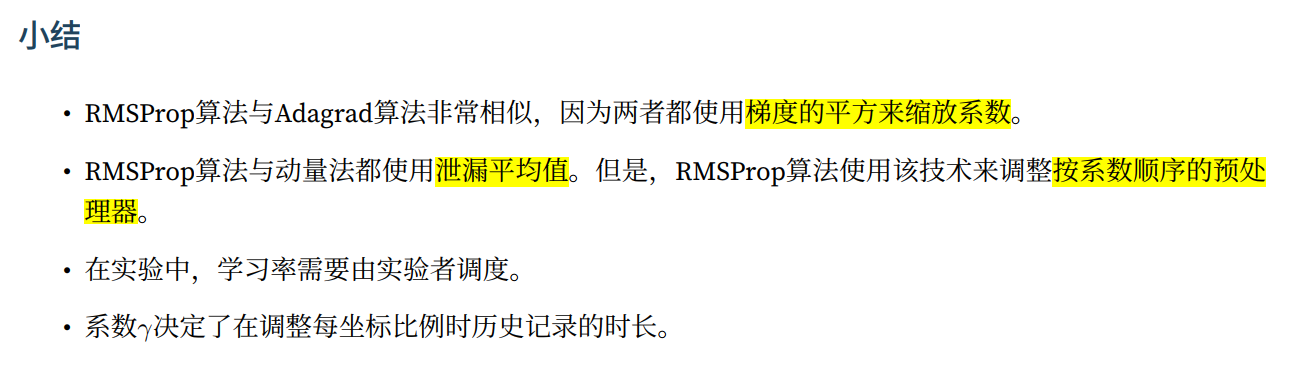 小结
• RMSProp算法与Adagrad算法非常相似，因为两者都使用梯度的平方来缩放系数。
• RMSProp算法与动量法都使用泄漏平均值。但是，RMSProp算法使用该技术来调整按系数顺序的预处
理器。
• 在实验中，学习率需要由实验者调度。
• 系数γ决定了在调整每坐标比例时历史记录的时长。